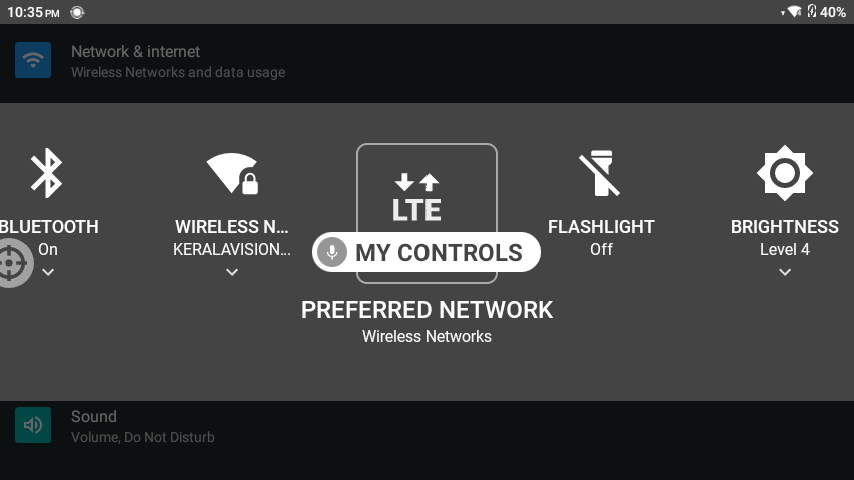 10:35 PM
40%
Network & internet
Wireless Networks and data usage
LTE
BLUETOOTH
WIRELESS N...
FLASHLIGHT
BRIGHTNESS
On
KERALAVISION...
MY CONTROLS
Off
Level 4
PREFERRED NETWORK
Wireless Networks
Sound
Volume, Do Not Disturb